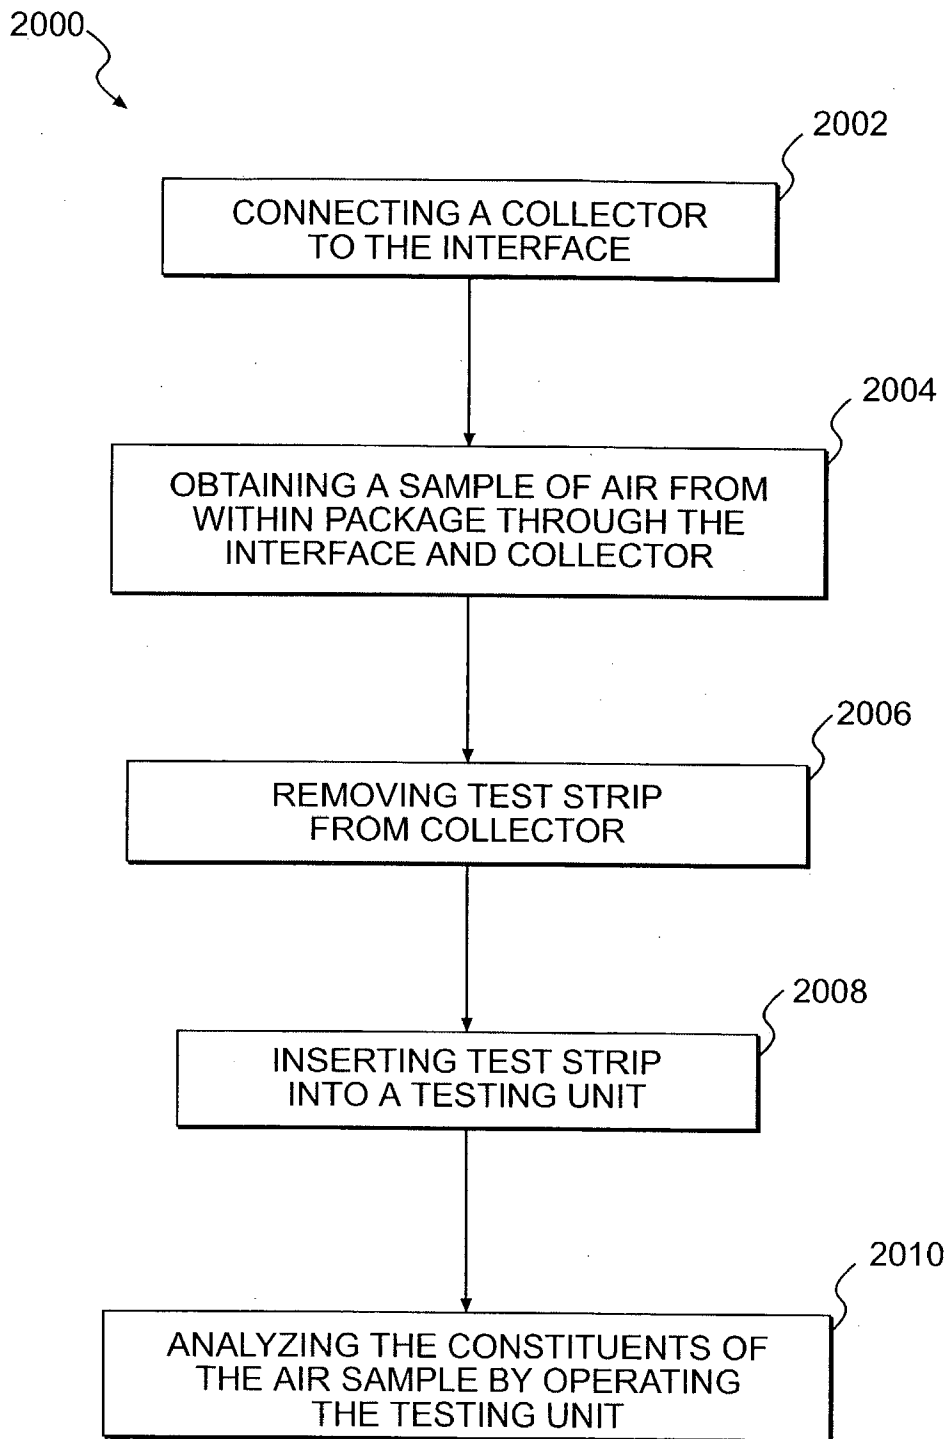 2000
2002
CONNECTING A COLLECTOR
TO THE INTERFACE
2004
OBTAINING A SAMPLE OF AIR FROM
WITHIN PACKAGE THROUGH THE
INTERFACE AND COLLECTOR
2006
REMOVING TEST STRIP
FROM COLLECTOR
2008
INSERTING TEST STRIP
INTO A TESTING UNIT
2010
ANALYZING THE CONSTITUENTS OF
THE AIR SAMPLE BY OPERATING
THE TESTING UNIT